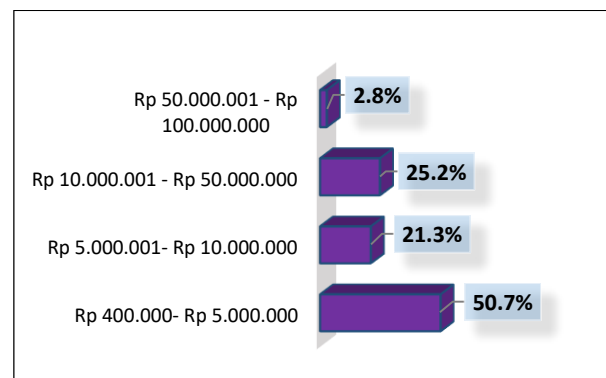 Rp 50.000.001 - Rp
100.000.000
2.8%
Rp 10.000.001 - Rp 50.000.000
25.2%
Rp 5.000.001- Rp 10.000.000
21.3%
Rp 400.000- Rp 5.000.000
50.7%